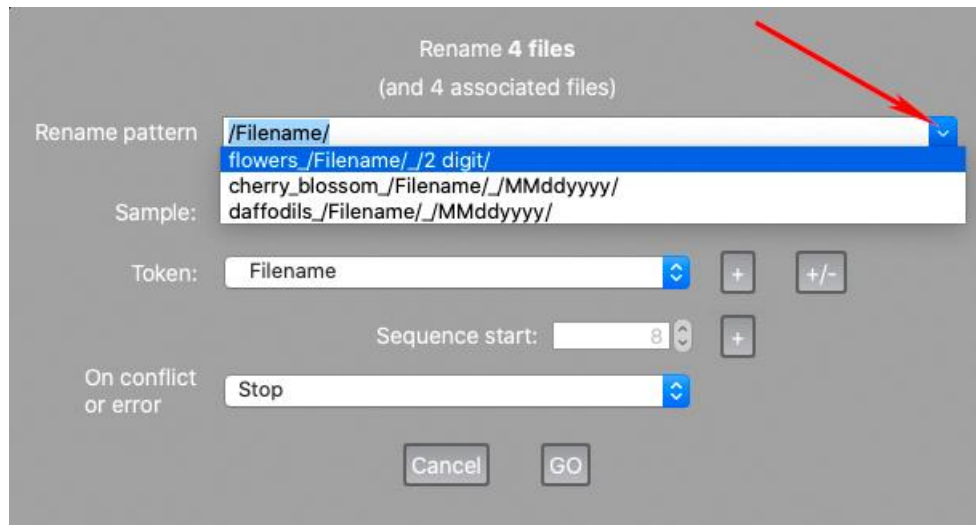 Rename 4 files
(and 4 associated files)
Rename pattern /Filename/
flowers_/Filename/_/2 digit/
cherry_blossom_/Filename/_/MMddyyyy/
Sample: daffodils_/Filename/_/MMddyyyy/
Token: Filename + +/-
Sequence start: 8 +
On conflict
or error Stop
Cancel GO